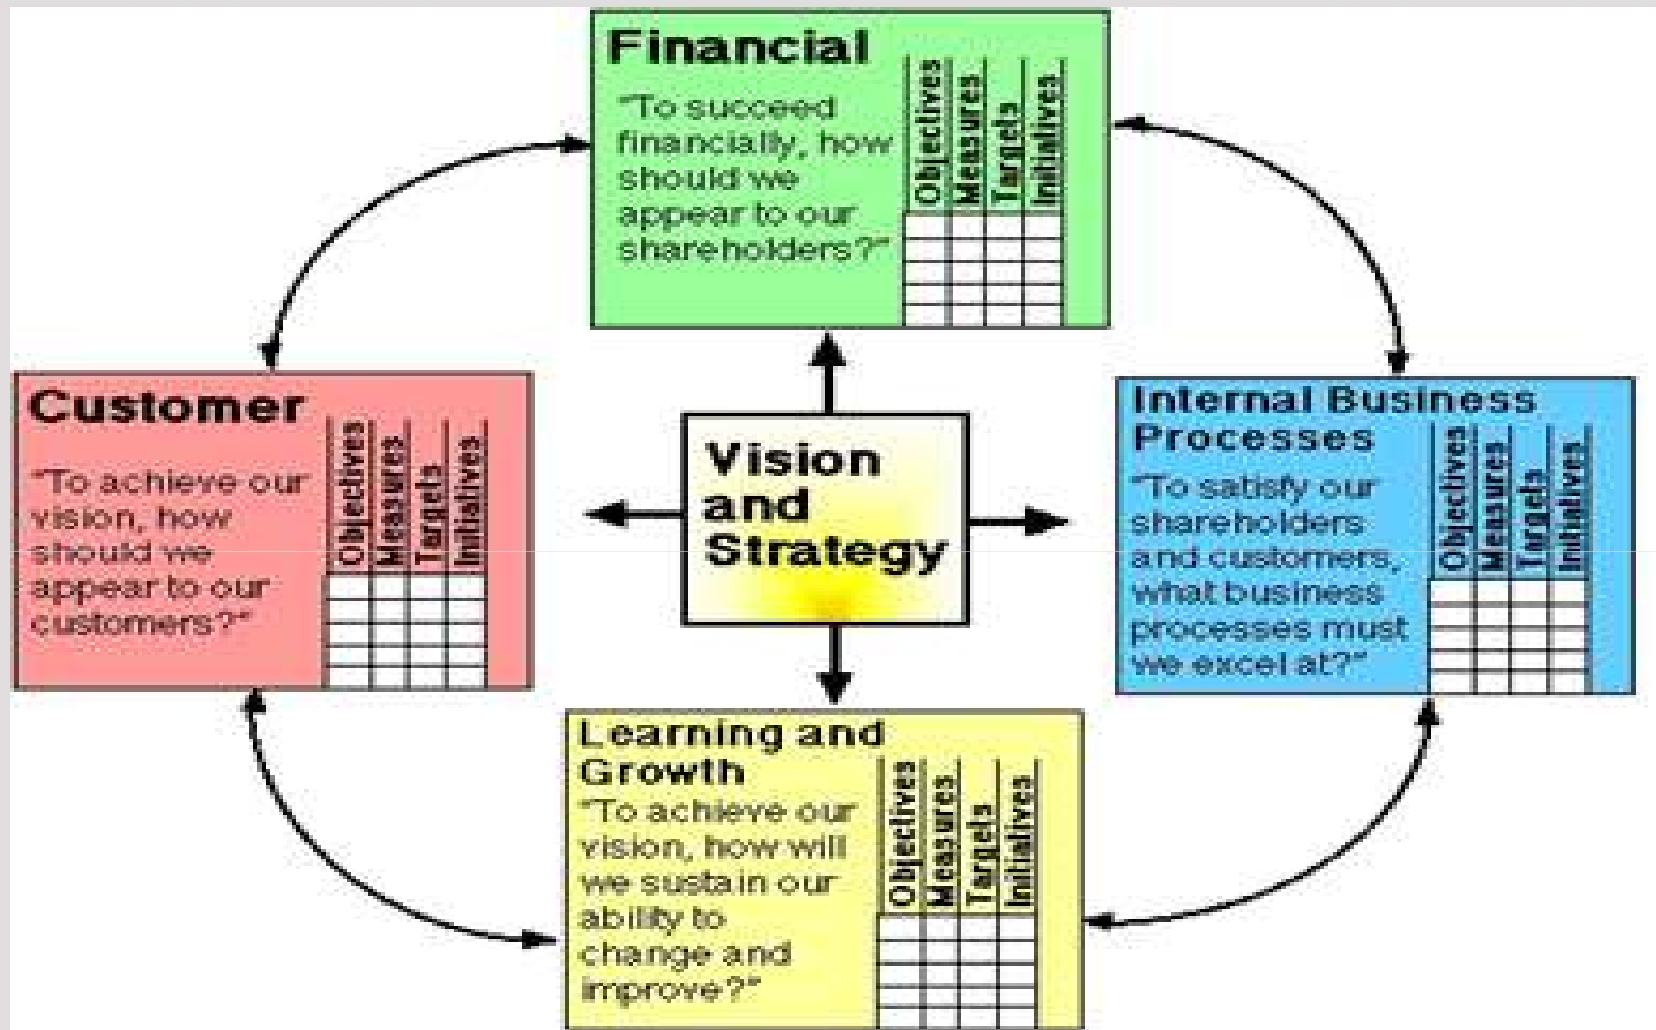 Financial
"To succeed
financially, how
should we
appear to our
shareholders?"
Objectives
Measures
Targets
Initiatives
Customer
"To achieve our
vision, how
should we
appear to our
customers?"
Objectives
Measures
Targets
Initiatives
Vision
and
Strategy
Internal Business
Processes
"To satisfy our
shareholders
and customers,
what business
processes must
we excel at?"
Objectives
Measures
Targets
Initiatives
Learning and
Growth
"To achieve our
vision, how will
we sustain our
ability to
change and
improve?"
Objectives
Measures
Targets
Initiatives